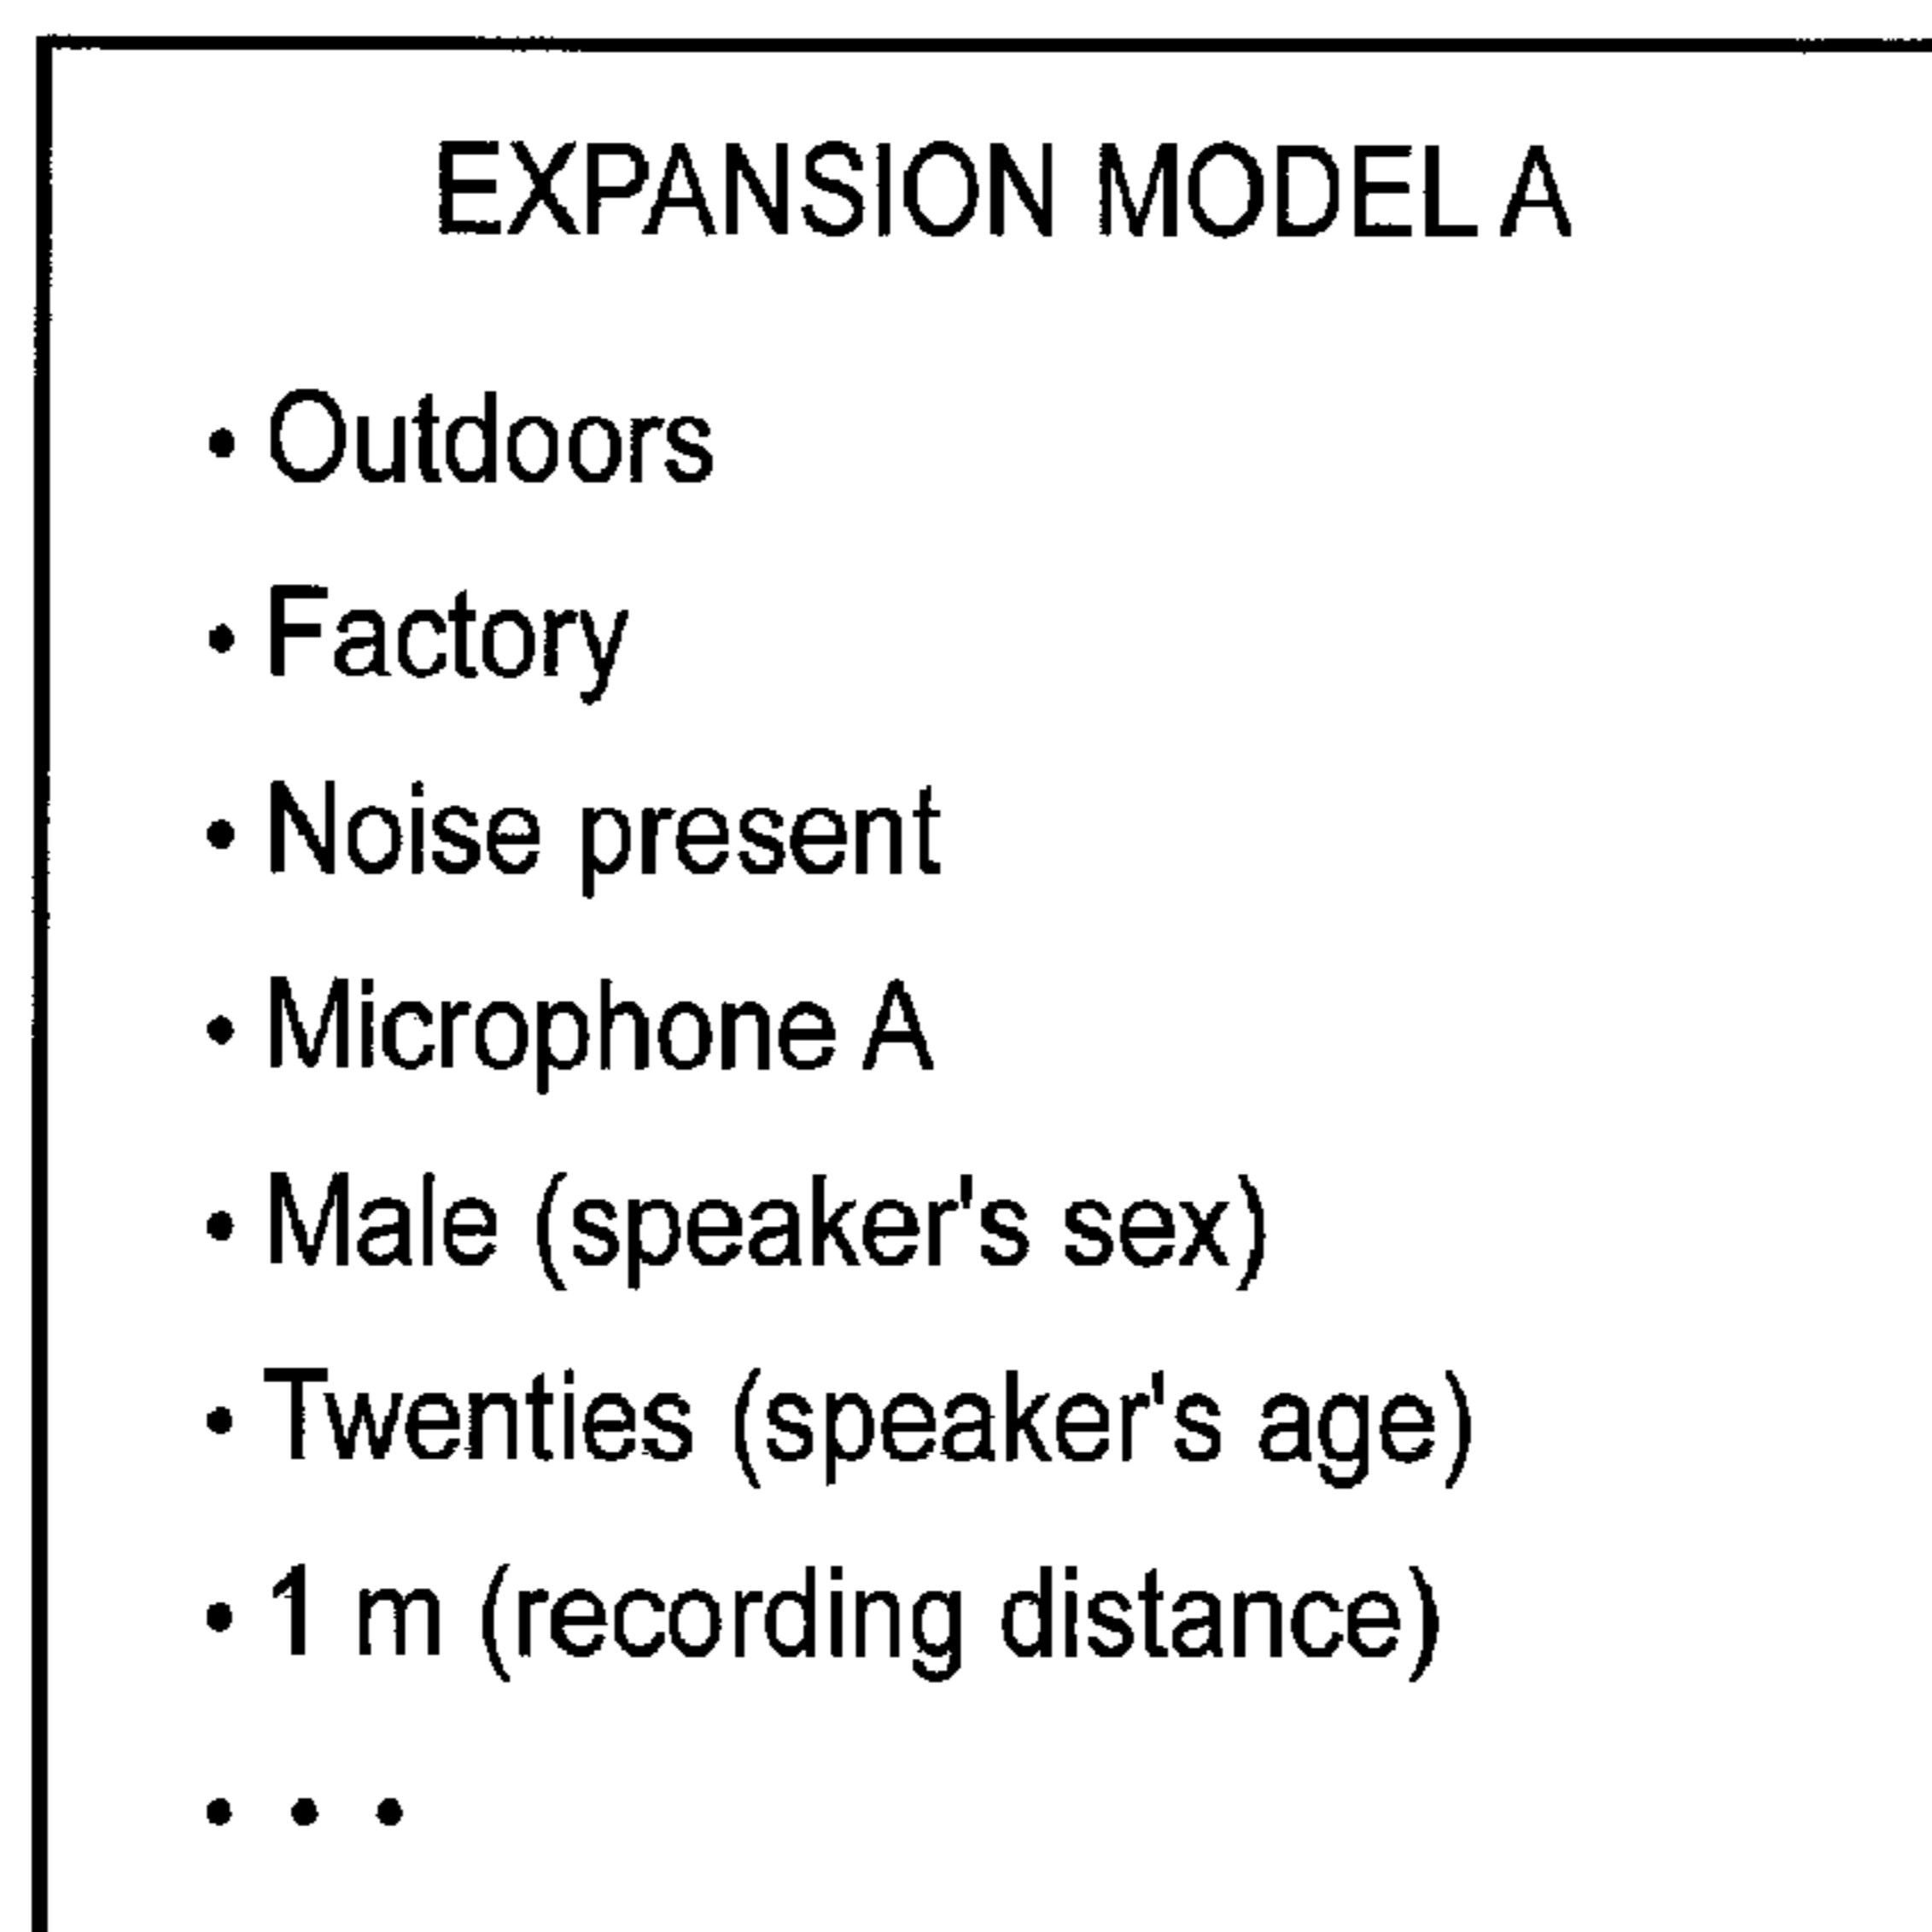 EXPANSION MODEL A
• Outdoors
• Factory
• Noise present
• Microphone A
• Male (speaker's sex)
• Twenties (speaker's age)
• 1 m (recording distance)
• • •